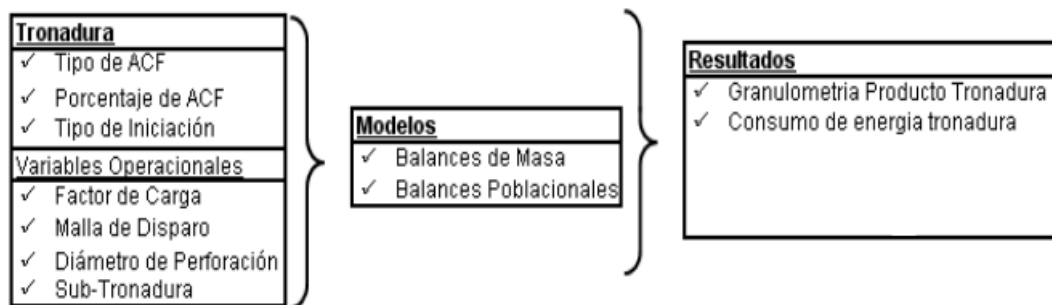 Tronadura
✓ Tipo de ACF
✓ Porcentaje de ACF
✓ Tipo de Iniciación
Variables Operacionales
✓ Factor de Carga
✓ Malla de Disparo
✓ Diámetro de Perforación
✓ Sub-Tronadura
Modelos
✓ Balances de Masa
✓ Balances Poblacionales
Resultados
✓ Granulometria Producto Tronadura
✓ Consumo de energia tronadura